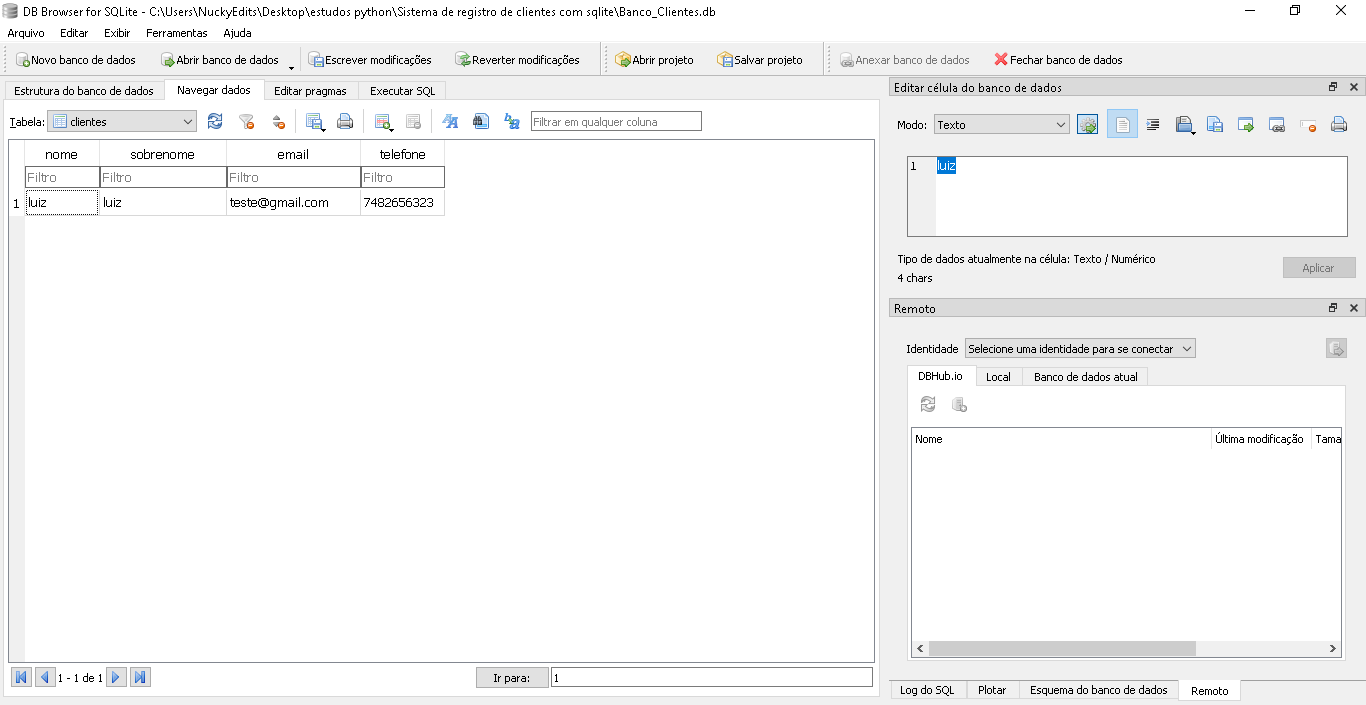 DB Browser for SQLite - C:\Users\NuckyEdits\Desktop\estudos python\Sistema de registro de clientes com sqlite\Banco_Clientes.db
Arquivo Editar Exibir Ferramentas Ajuda
Novo banco de dados Abrir banco de dados Escrever modificações Reverter modificações Abrir projeto Salvar projeto Anexar banco de dados Fechar banco de dados
Estrutura do banco de dados Navegar dados Editar pragmas Executar SQL
Tabela: clientes Filtrar em qualquer coluna
nome sobrenome email telefone
Filtro Filtro Filtro Filtro
1 luiz luiz teste@gmail.com 7482656323
1 - 1 de 1 Ir para: 1
Editar célula do banco de dados
Modo: Texto
1 luiz
Tipo de dados atualmente na célula: Texto / Numérico
4 chars
Aplicar
Remoto
Identidade Selecione uma identidade para se conectar
DBHub.io Local Banco de dados atual
Nome Última modificação Tama
Log do SQL Plotar Esquema do banco de dados Remoto